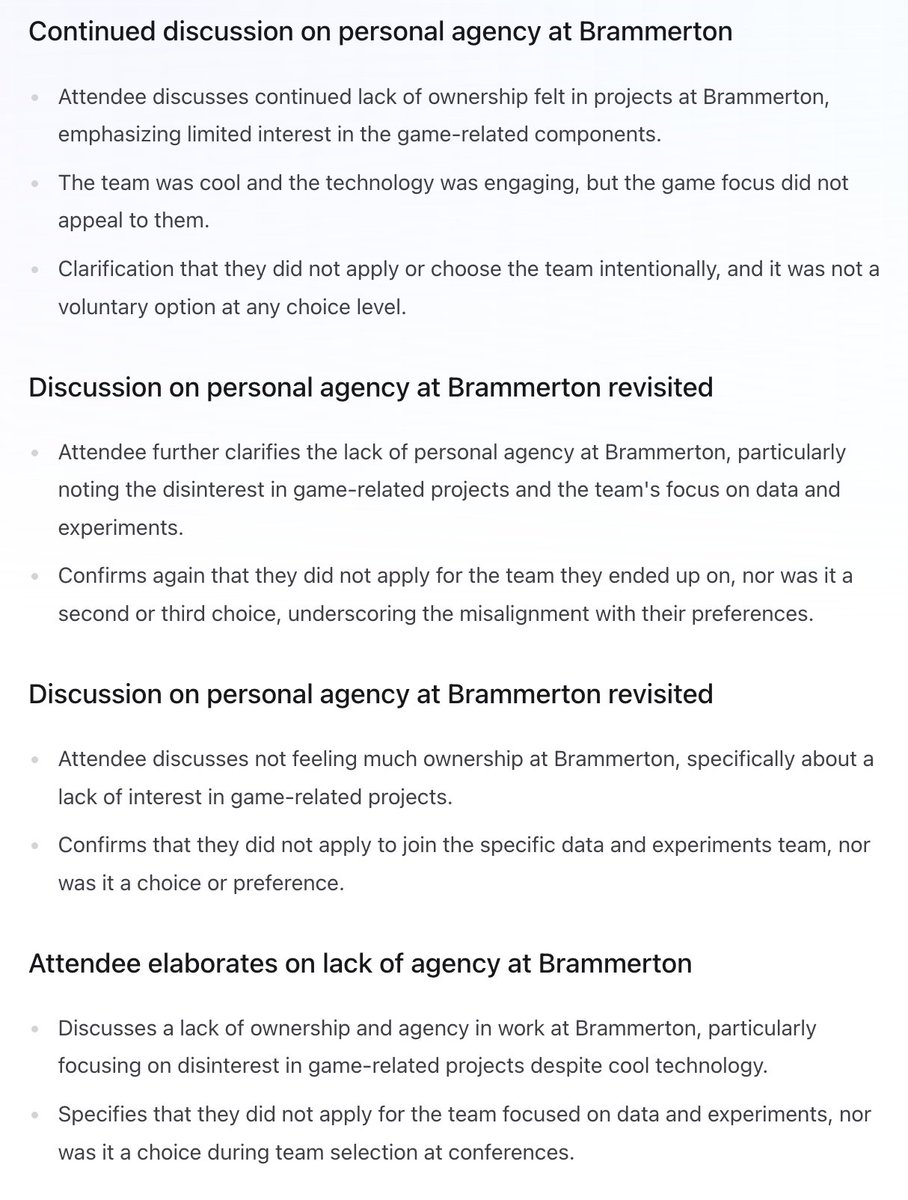 Continued discussion on personal agency at Brammerton
Attendee discusses continued lack of ownership felt in projects at Brammerton,
emphasizing limited interest in the game-related components.
The team was cool and the technology was engaging, but the game focus did not
appeal to them.
Clarification that they did not apply or choose the team intentionally, and it was not a
voluntary option at any choice level.
Discussion on personal agency at Brammerton revisited
Attendee further clarifies the lack of personal agency at Brammerton, particularly
noting the disinterest in game-related projects and the team's focus on data and
experiments.
Confirms again that they did not apply for the team they ended up on, nor was it a
second or third choice, underscoring the misalignment with their preferences.
Discussion on personal agency at Brammerton revisited
Attendee discusses not feeling much ownership at Brammerton, specifically about a
lack of interest in game-related projects.
Confirms that they did not apply to join the specific data and experiments team, nor
was it a choice or preference.
Attendee elaborates on lack of agency at Brammerton
Discusses a lack of ownership and agency in work at Brammerton, particularly
focusing on disinterest in game-related projects despite cool technology.
Specifies that they did not apply for the team focused on data and experiments, nor
was it a choice during team selection at conferences.